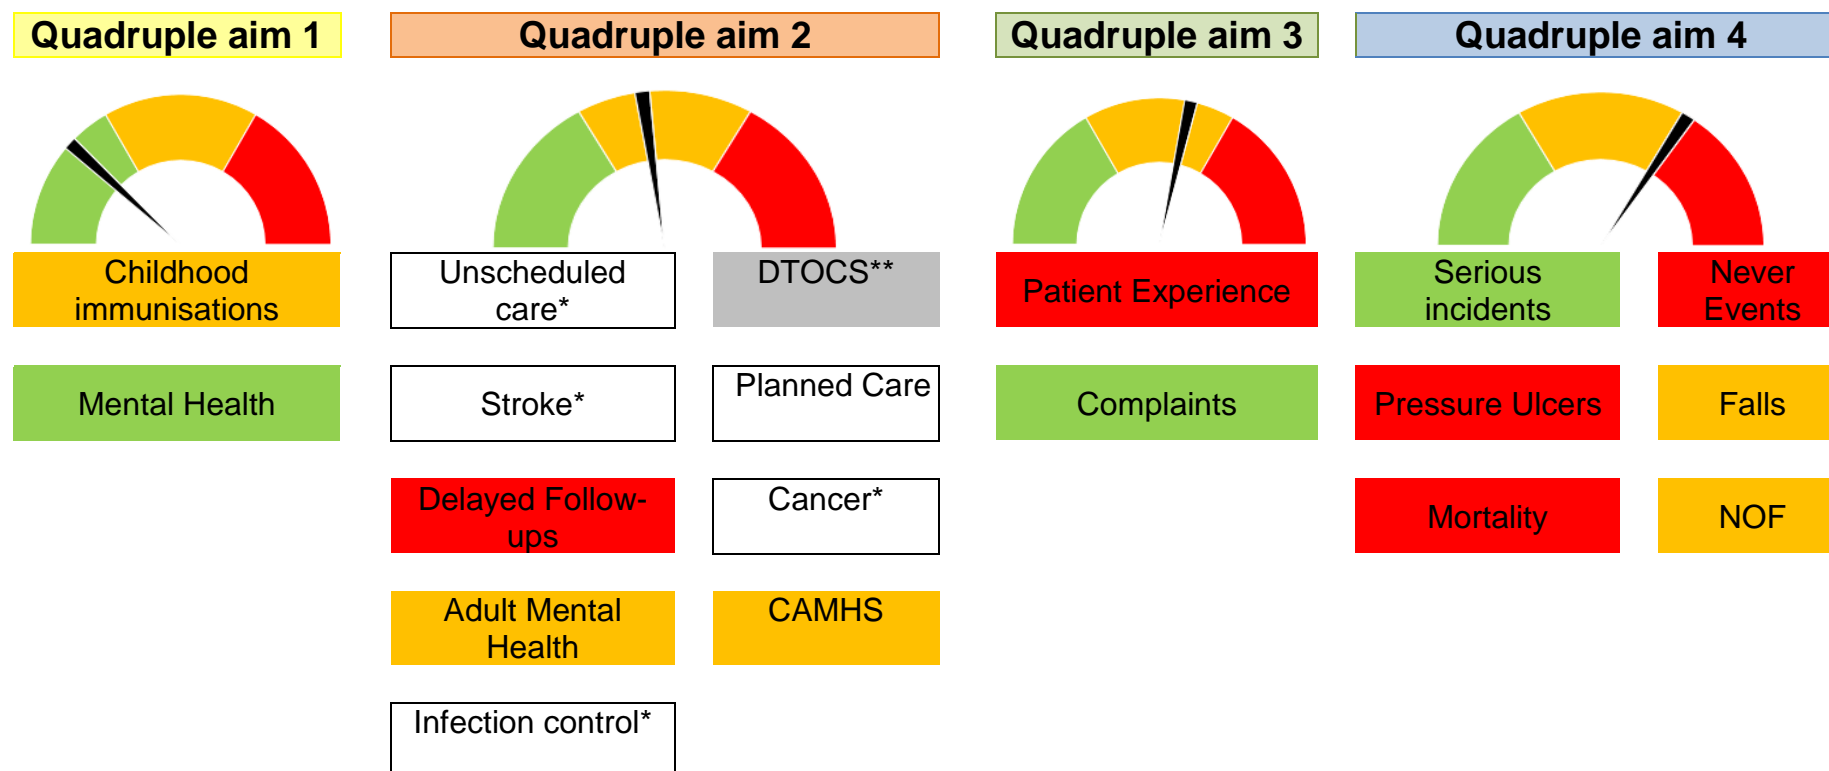 Quadruple aim 1
Quadruple aim 2
Quadruple aim 3
Quadruple aim 4
Childhood
immunisations
Mental Health
Unscheduled
care*
DTOCS**
Stroke*
Planned Care
Delayed Follow-
ups
Cancer*
Adult Mental
Health
CAMHS
Infection control*
Patient Experience
Complaints
Serious
incidents
Never
Events
Pressure Ulcers
Falls
Mortality
NOF